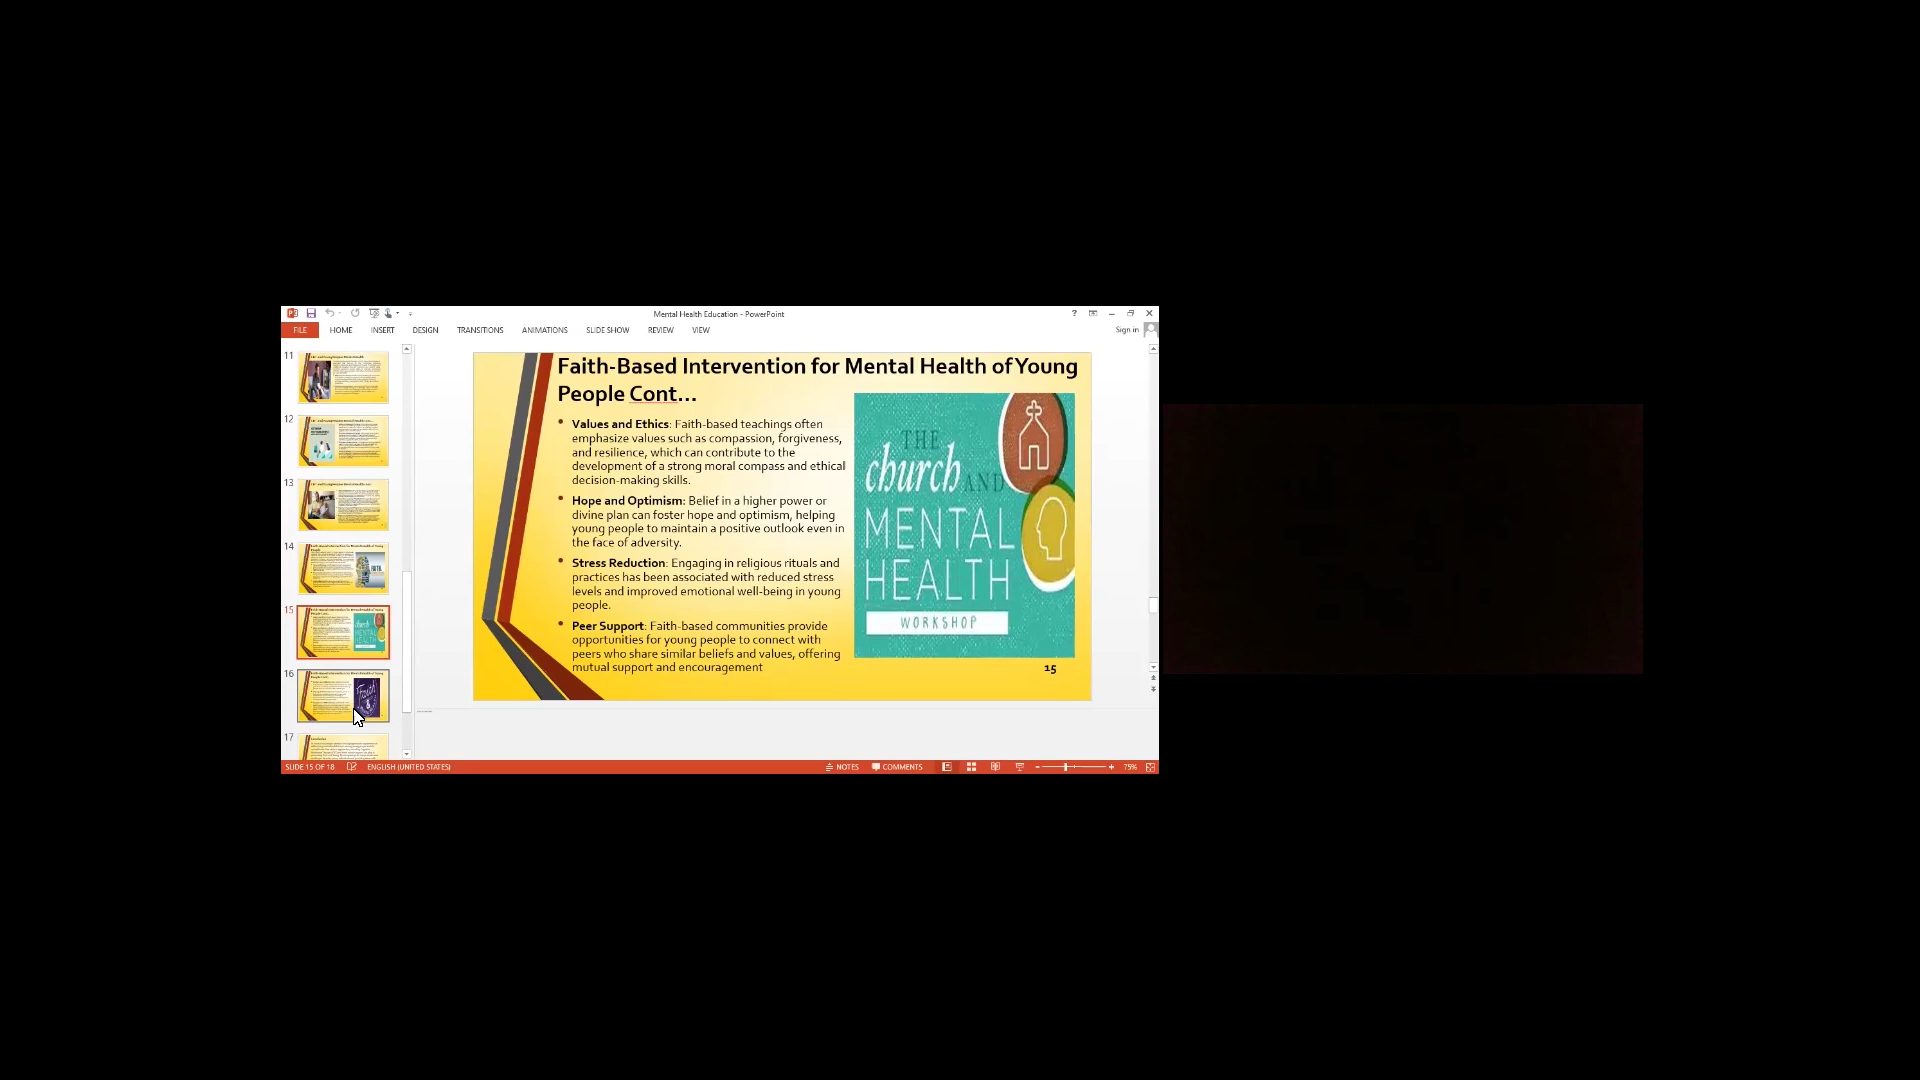 Mental Health Education - PowerPoint
FILE HOME INSERT DESIGN TRANSITIONS ANIMATIONS SLIDE SHOW REVIEW VIEW Sign in
11
12
13
14
15
16
17
Faith-Based Intervention for Mental Health of Young
People Cont...
• Values and Ethics: Faith-based teachings often
emphasize values such as compassion, forgiveness,
and resilience, which can contribute to the
development of a strong moral compass and ethical
decision-making skills.
• Hope and Optimism: Belief in a higher power or
divine plan can foster hope and optimism, helping
young people to maintain a positive outlook even in
the face of adversity.
• Stress Reduction: Engaging in religious rituals and
practices has been associated with reduced stress
levels and improved emotional well-being in young
people.
• Peer Support: Faith-based communities provide
opportunities for young people to connect with
peers who share similar beliefs and values, offering
mutual support and encouragement
THE
church AND
MENTAL
HEALTH
WORKSHOP
15
SLIDE 15 OF 18 ENGLISH (UNITED STATES) NOTES COMMENTS 75%